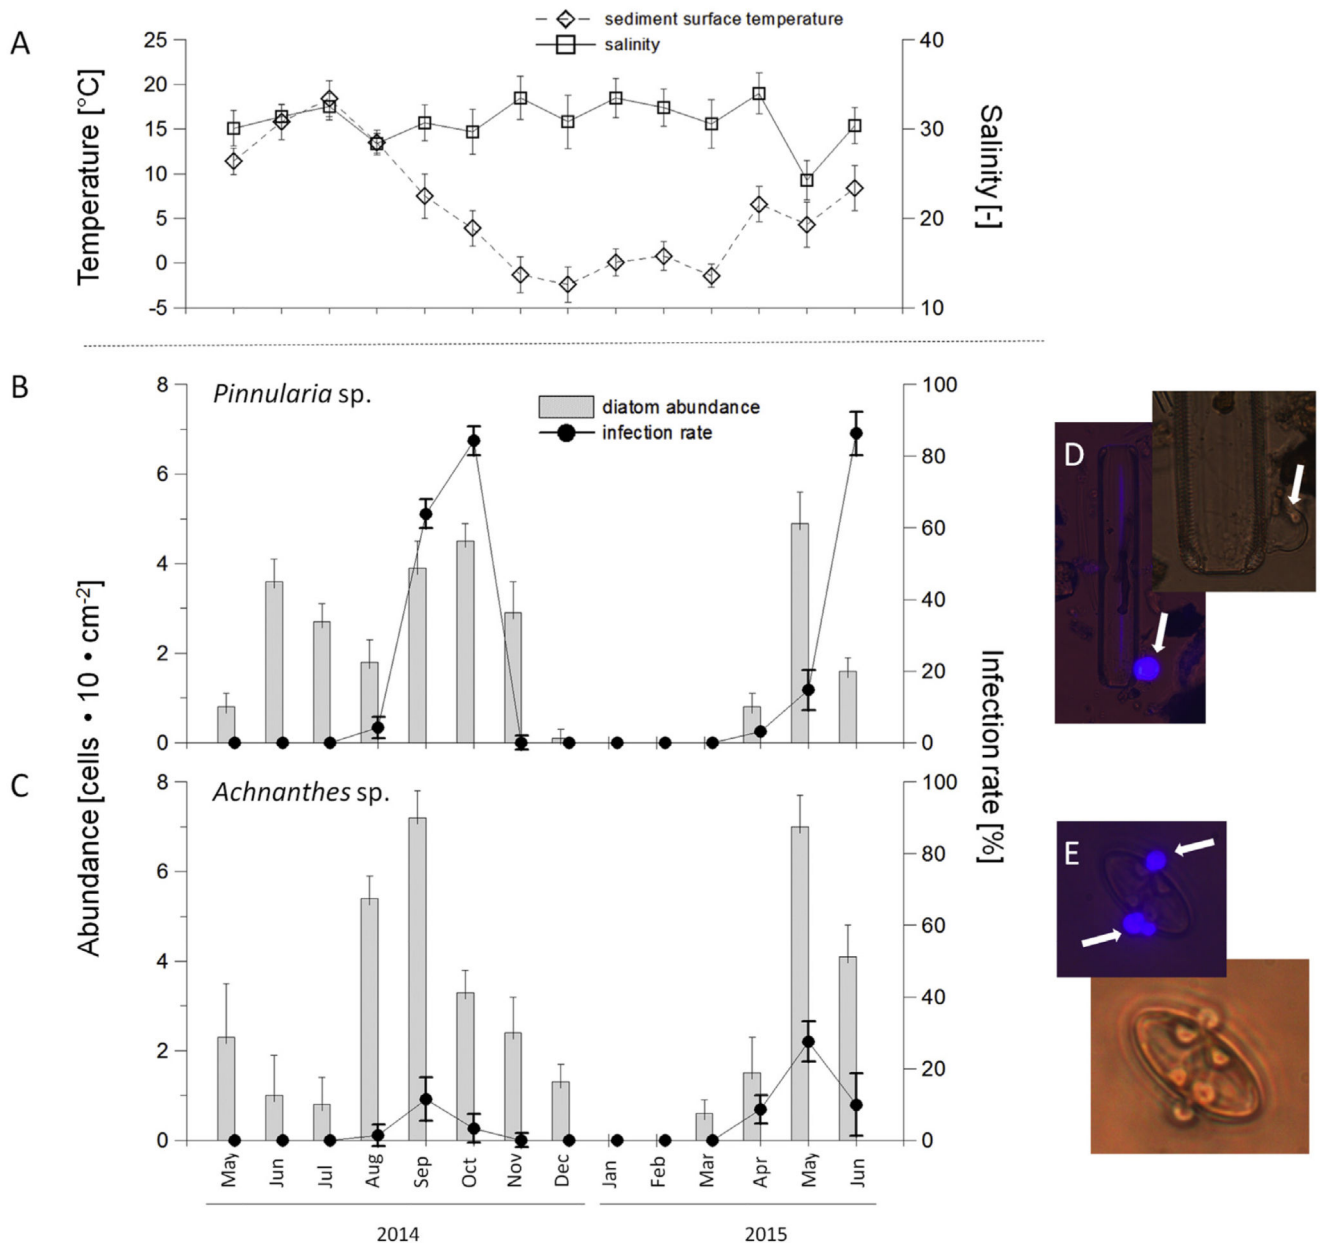 A
sediment surface temperature
salinity
Temperature [°C]
25
20
15
10
5
0
-5
Salinity [-]
40
30
20
10
B
Pinnularia sp.
diatom abundance
infection rate
8
6
4
2
0
100
80
60
40
20
0
Abundance [cells • 10 • cm-2]
Infection rate [%]
C
Achnanthes sp.
8
6
4
2
0
100
80
60
40
20
0
May Jun Jul Aug Sep Oct Nov Dec Jan Feb Mar Apr May Jun
2014 2015
D
E